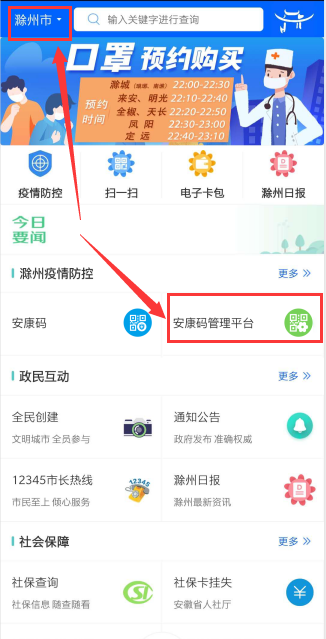 滁州市
输入关键字进行查询
口罩 预约购买
预约时间
滁城（琅琊、南谯） 22:00-22:30
来安、明光 22:10-22:40
全椒、天长 22:20-22:50
凤 阳 22:30-23:00
定 远 22:40-23:10
疫情防控 扫一扫 电子卡包 滁州日报
今日
要闻
滁州疫情防控 更多 »
安康码 安康码管理平台
政民互动 更多 »
全民创建 通知公告
文明城市 全员参与 政府发布 准确权威
12345市长热线 滁州日报
12345
市民至上 倾心服务 滁州最新资讯
社会保障 更多 »
社保查询 社保卡挂失
社保信息 随查随看 安徽省人社厅